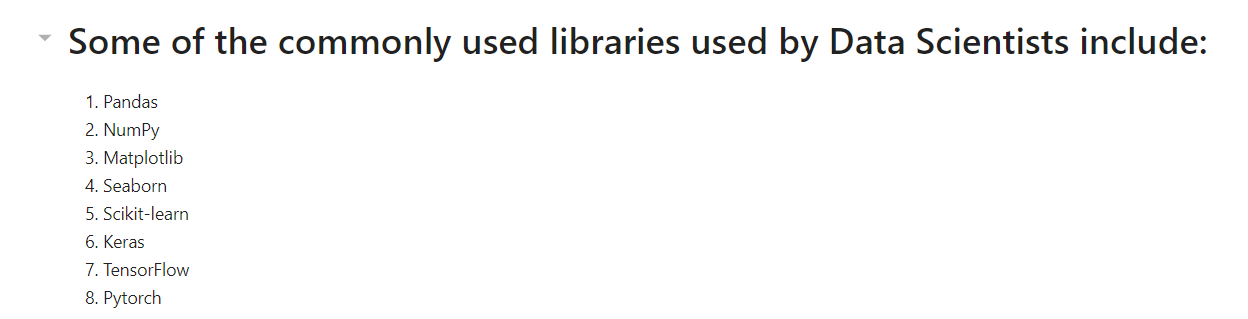 Some of the commonly used libraries used by Data Scientists include:
1. Pandas
2. NumPy
3. Matplotlib
4. Seaborn
5. Scikit-learn
6. Keras
7. TensorFlow
8. Pytorch